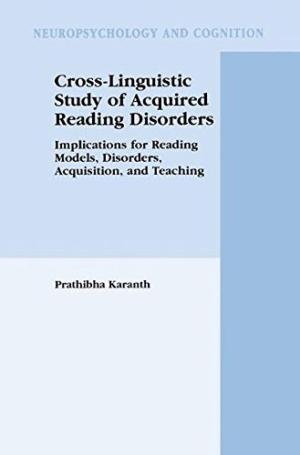 NEUROPSYCHOLOGY AND COGNITION
Cross-Linguistic
Study of Acquired
Reading Disorders
Implications for Reading
Models, Disorders,
Acquisition, and Teaching
Prathibha Karanth